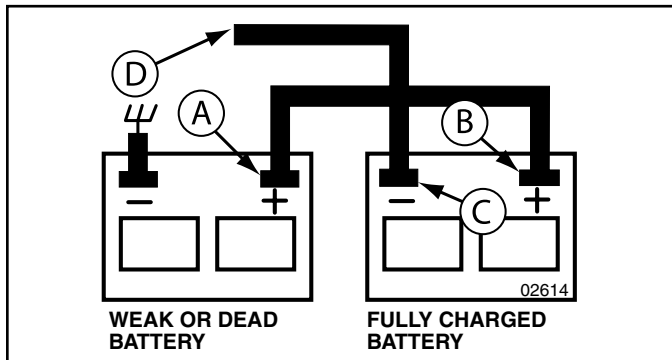 D
A
B
C
− + − +
02614
WEAK OR DEAD
BATTERY
FULLY CHARGED
BATTERY